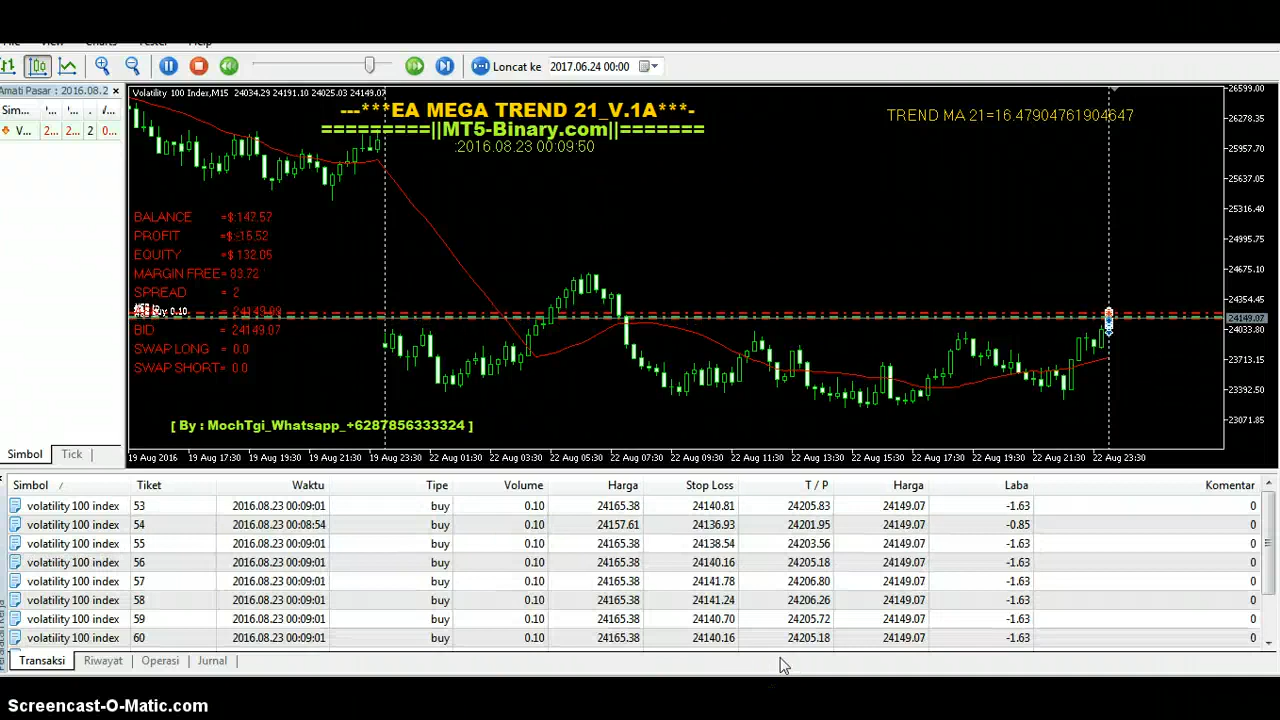 View Charts Tester Help
Loncat ke 2017.06.24 00:00
Amati Pasar : 2016.08.2
Sim... '... '... . /...
V... 2... 2... 2 0...
Simbol Tick
Volatility 100 Index,M15 24034.29 24191.10 24025.03 24149.07
---***EA MEGA TREND 21_V.1A***-
=========||MT5-Binary.com||=======
:2016.08.23 00:09:50
TREND MA 21=16.47904761904647
BALANCE =$:147.57
PROFIT =$:-16.52
EQUITY =$:132.05
MARGIN FREE= 83.72
SPREAD = 2
buy 0.10 = 24149.09
BID = 24149.07
SWAP LONG = 0.0
SWAP SHORT= 0.0
[ By : MochTgi_Whatsapp_+6287856333324 ]
26599.00
26278.35
25957.70
25637.05
25316.40
24995.75
24675.10
24354.45
24149.07
24033.80
23713.15
23392.50
23071.85
19 Aug 2016 19 Aug 17:30 19 Aug 19:30 19 Aug 21:30 19 Aug 23:30 22 Aug 01:30 22 Aug 03:30 22 Aug 05:30 22 Aug 07:30 22 Aug 09:30 22 Aug 11:30 22 Aug 13:30 22 Aug 15:30 22 Aug 17:30 22 Aug 19:30 22 Aug 21:30 22 Aug 23:30
Simbol / Tiket Waktu Tipe Volume Harga Stop Loss T / P Harga Laba Komentar
volatility 100 index 53 2016.08.23 00:09:01 buy 0.10 24165.38 24140.81 24205.83 24149.07 -1.63 0
volatility 100 index 54 2016.08.23 00:08:54 buy 0.10 24157.61 24136.93 24201.95 24149.07 -0.85 0
volatility 100 index 55 2016.08.23 00:09:01 buy 0.10 24165.38 24138.54 24203.56 24149.07 -1.63 0
volatility 100 index 56 2016.08.23 00:09:01 buy 0.10 24165.38 24140.16 24205.18 24149.07 -1.63 0
volatility 100 index 57 2016.08.23 00:09:01 buy 0.10 24165.38 24141.78 24206.80 24149.07 -1.63 0
volatility 100 index 58 2016.08.23 00:09:01 buy 0.10 24165.38 24141.24 24206.26 24149.07 -1.63 0
volatility 100 index 59 2016.08.23 00:09:01 buy 0.10 24165.38 24140.70 24205.72 24149.07 -1.63 0
volatility 100 index 60 2016.08.23 00:09:01 buy 0.10 24165.38 24140.16 24205.18 24149.07 -1.63 0
Transaksi Riwayat Operasi Jurnal
Screencast-O-Matic.com